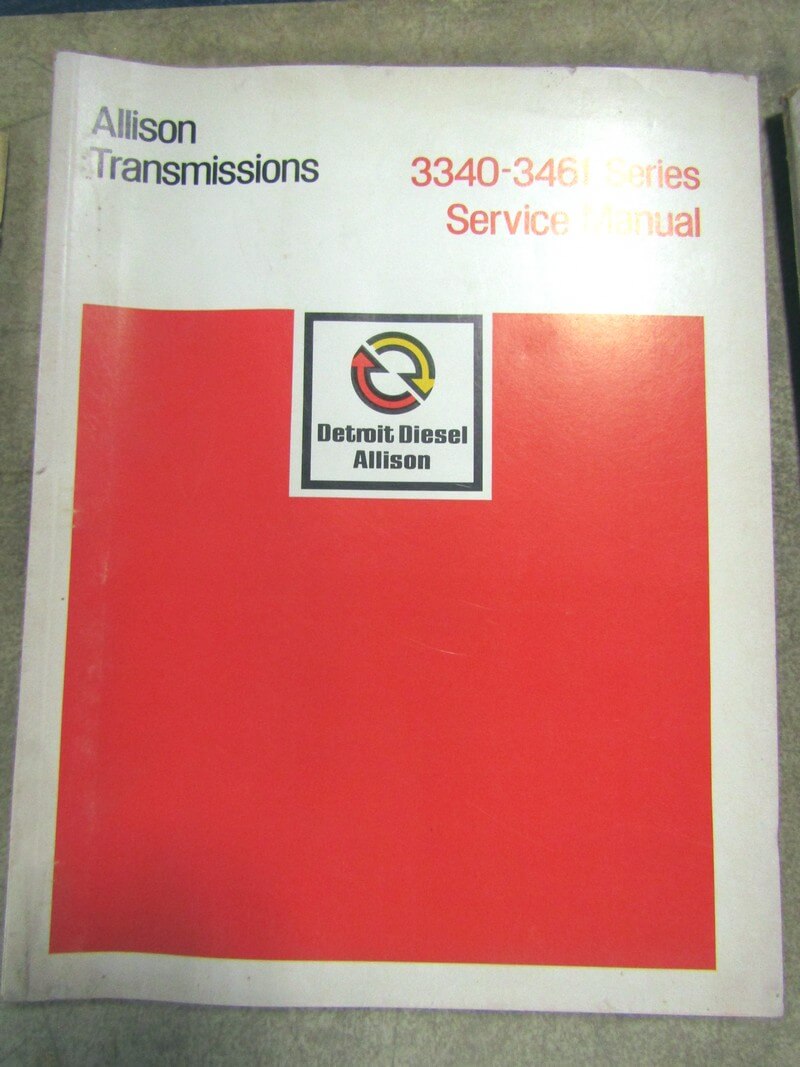 Allison
Transmissions
3340-3461 Series
Service Manual
Detroit Diesel
Allison